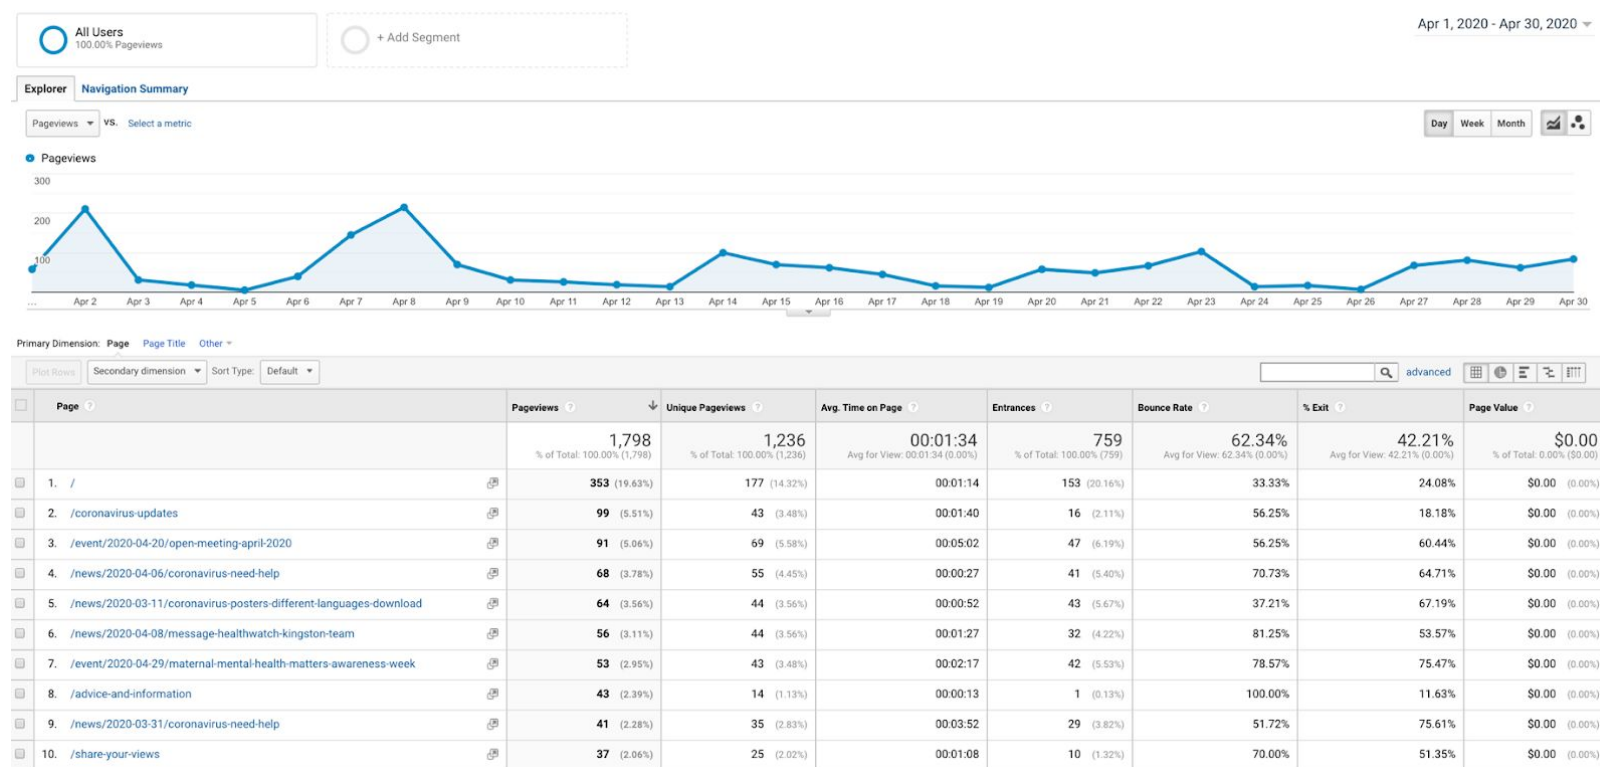 All Users
100.00% Pageviews
+ Add Segment
Apr 1, 2020 - Apr 30, 2020
Explorer Navigation Summary
Pageviews VS. Select a metric
Day Week Month
Pageviews
300
200
100
... Apr 2 Apr 3 Apr 4 Apr 5 Apr 6 Apr 7 Apr 8 Apr 9 Apr 10 Apr 11 Apr 12 Apr 13 Apr 14 Apr 15 Apr 16 Apr 17 Apr 18 Apr 19 Apr 20 Apr 21 Apr 22 Apr 23 Apr 24 Apr 25 Apr 26 Apr 27 Apr 28 Apr 29 Apr 30
Primary Dimension: Page Page Title Other
Plot Rows Secondary dimension Sort Type: Default advanced
Page ? Pageviews ? Unique Pageviews ? Avg. Time on Page ? Entrances ? Bounce Rate ? % Exit ? Page Value ?
1,798 1,236 00:01:34 759 62.34% 42.21% $0.00
% of Total: 100.00% (1,798) % of Total: 100.00% (1,236) Avg for View: 00:01:34 (0.00%) % of Total: 100.00% (759) Avg for View: 62.34% (0.00%) Avg for View: 42.21% (0.00%) % of Total: 0.00% ($0.00)
1. / 353 (19.63%) 177 (14.32%) 00:01:14 153 (20.16%) 33.33% 24.08% $0.00 (0.00%)
2. /coronavirus-updates 99 (5.51%) 43 (3.48%) 00:01:40 16 (2.11%) 56.25% 18.18% $0.00 (0.00%)
3. /event/2020-04-20/open-meeting-april-2020 91 (5.06%) 69 (5.58%) 00:05:02 47 (6.19%) 56.25% 60.44% $0.00 (0.00%)
4. /news/2020-04-06/coronavirus-need-help 68 (3.78%) 55 (4.45%) 00:00:27 41 (5.40%) 70.73% 64.71% $0.00 (0.00%)
5. /news/2020-03-11/coronavirus-posters-different-languages-download 64 (3.56%) 44 (3.56%) 00:00:52 43 (5.67%) 37.21% 67.19% $0.00 (0.00%)
6. /news/2020-04-08/message-healthwatch-kingston-team 56 (3.11%) 44 (3.56%) 00:01:27 32 (4.22%) 81.25% 53.57% $0.00 (0.00%)
7. /event/2020-04-29/maternal-mental-health-matters-awareness-week 53 (2.95%) 43 (3.48%) 00:02:17 42 (5.53%) 78.57% 75.47% $0.00 (0.00%)
8. /advice-and-information 43 (2.39%) 14 (1.13%) 00:00:13 1 (0.13%) 100.00% 11.63% $0.00 (0.00%)
9. /news/2020-03-31/coronavirus-need-help 41 (2.28%) 35 (2.83%) 00:03:52 29 (3.82%) 51.72% 75.61% $0.00 (0.00%)
10. /share-your-views 37 (2.06%) 25 (2.02%) 00:01:08 10 (1.32%) 70.00% 51.35% $0.00 (0.00%)